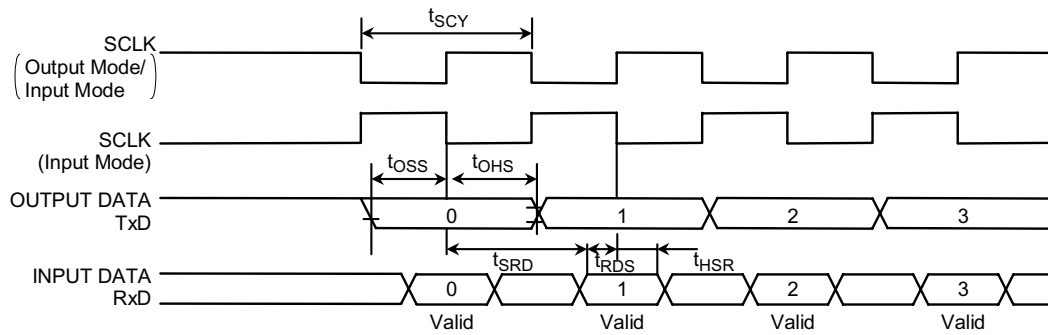 tSCY
SCLK
(Output Mode/
Input Mode)
SCLK
(Input Mode)
tOSS
tOHS
OUTPUT DATA
TxD
0
1
2
3
tSRD
tRDS
tHSR
INPUT DATA
RxD
0
1
2
3
Valid
Valid
Valid
Valid